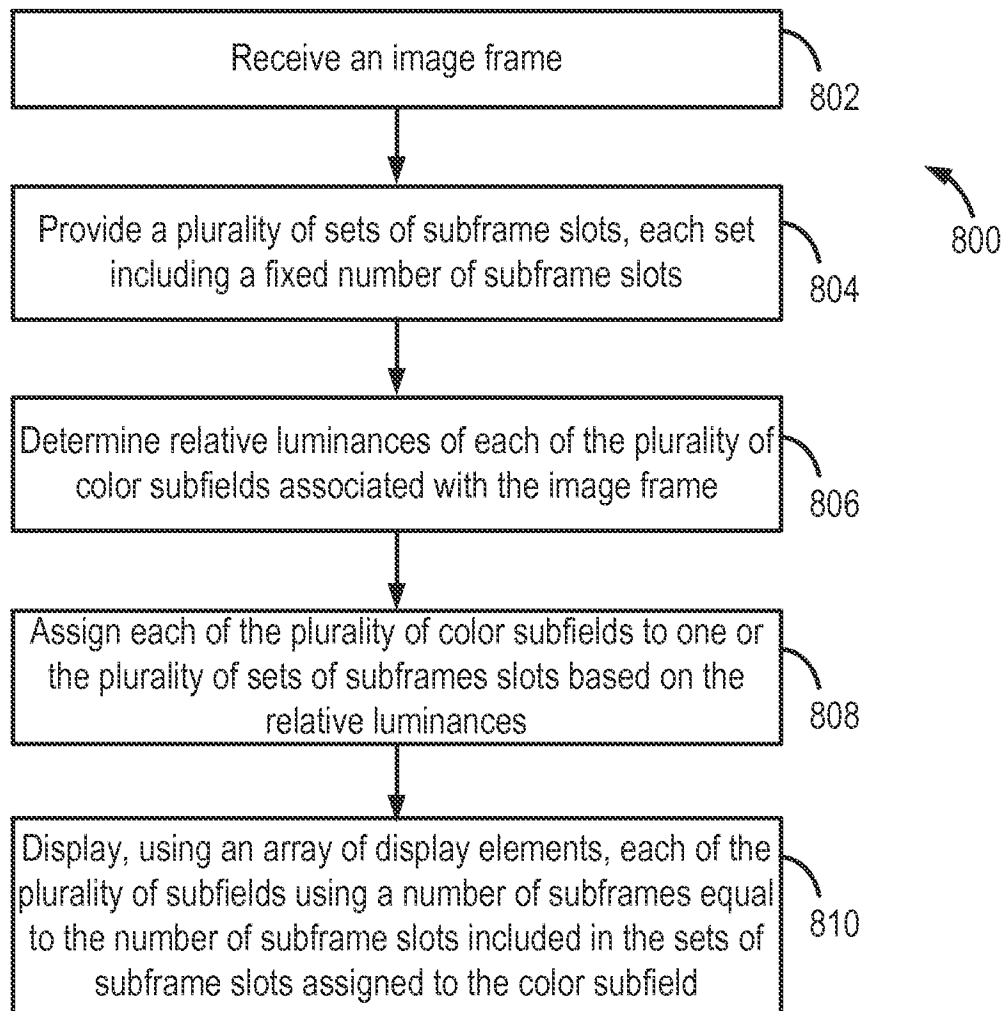 Receive an image frame
802
800
Provide a plurality of sets of subframe slots, each set
including a fixed number of subframe slots
804
Determine relative luminances of each of the plurality of
color subfields associated with the image frame
806
Assign each of the plurality of color subfields to one or
the plurality of sets of subframes slots based on the
relative luminances
808
Display, using an array of display elements, each of the
plurality of subfields using a number of subframes equal
to the number of subframe slots included in the sets of
subframe slots assigned to the color subfield
810